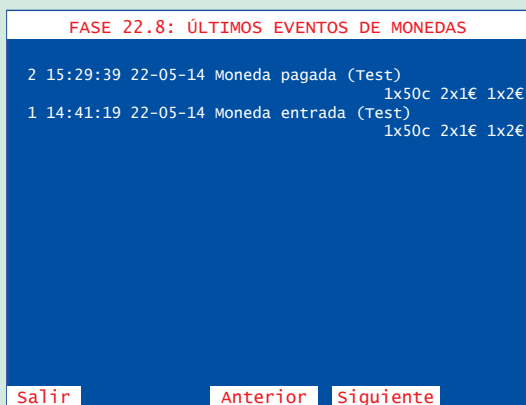 FASE 22.8: ÚLTIMOS EVENTOS DE MONEDAS
2 15:29:39 22-05-14 Moneda pagada (Test)
1x50c 2x1€ 1x2€
1 14:41:19 22-05-14 Moneda entrada (Test)
1x50c 2x1€ 1x2€
Salir Anterior Siguiente